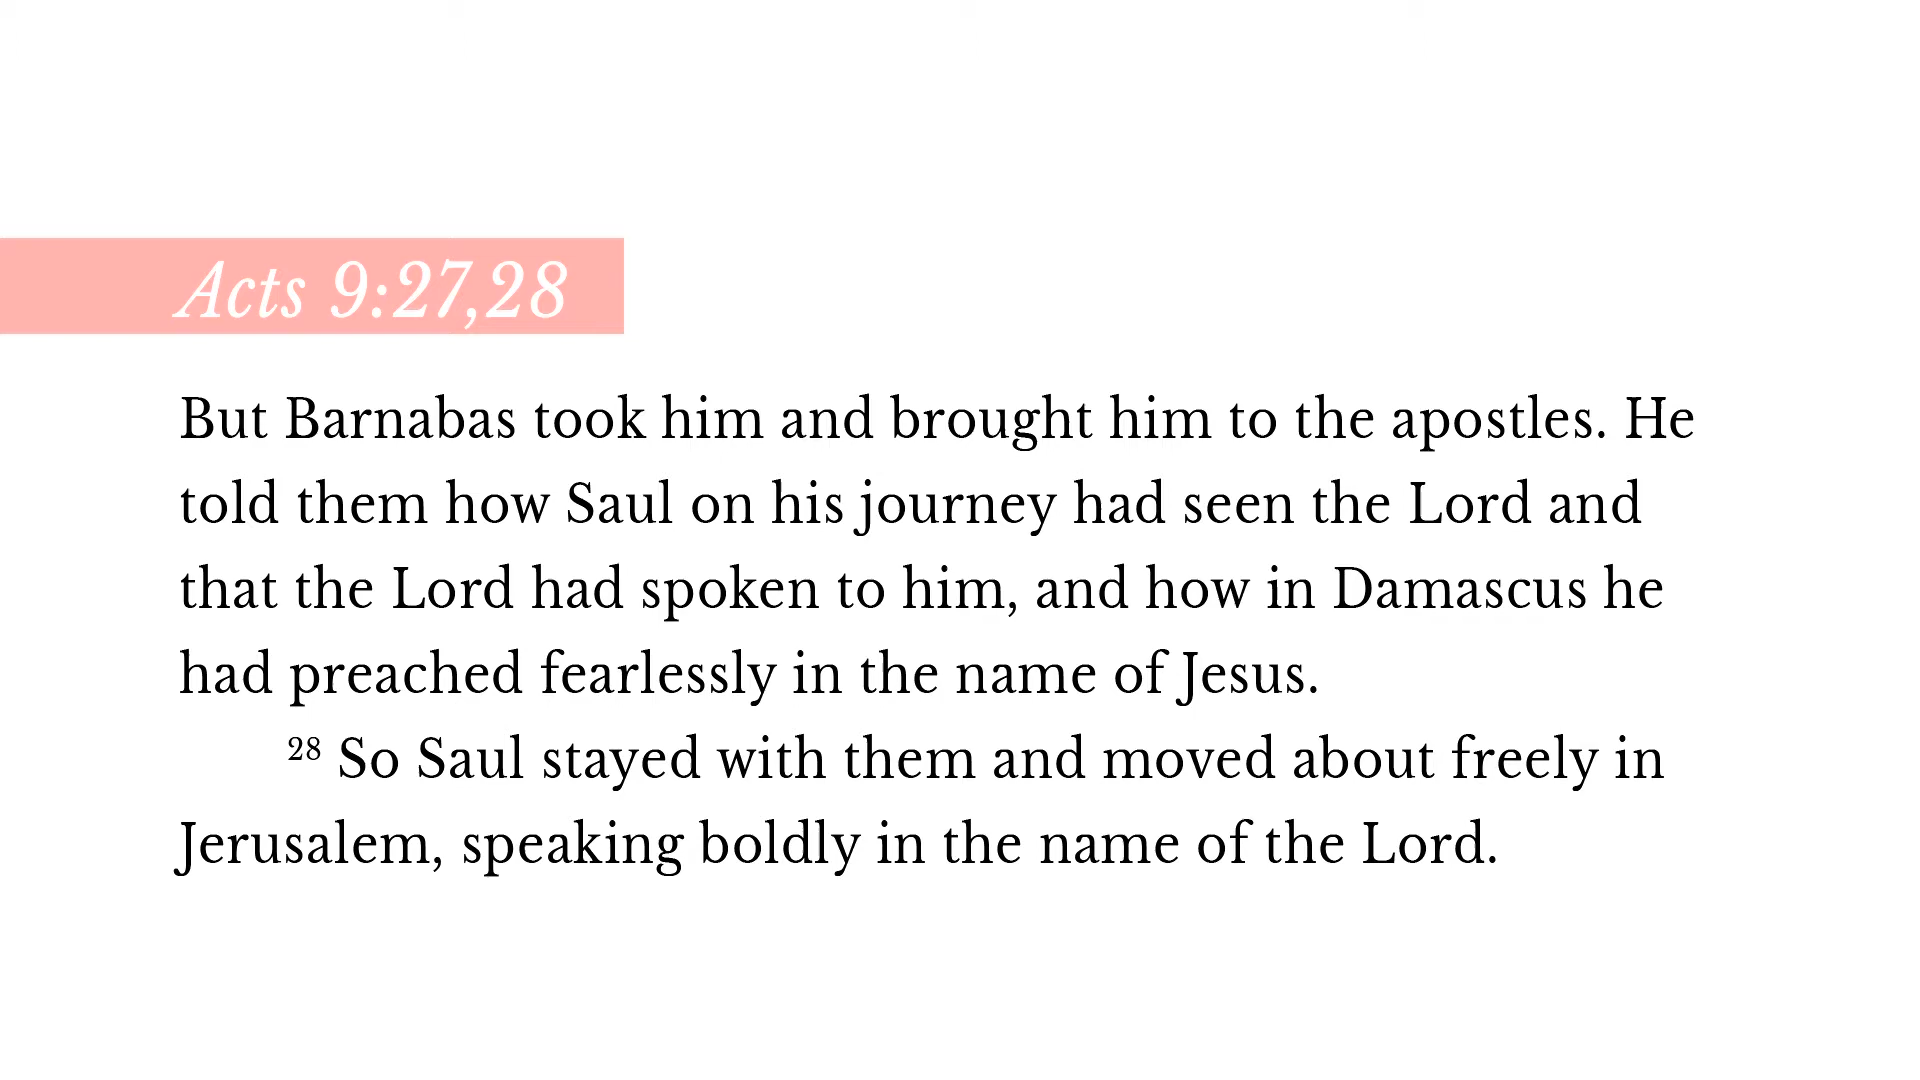 Acts 9:27,28
But Barnabas took him and brought him to the apostles. He
told them how Saul on his journey had seen the Lord and
that the Lord had spoken to him, and how in Damascus he
had preached fearlessly in the name of Jesus.
28 So Saul stayed with them and moved about freely in
Jerusalem, speaking boldly in the name of the Lord.